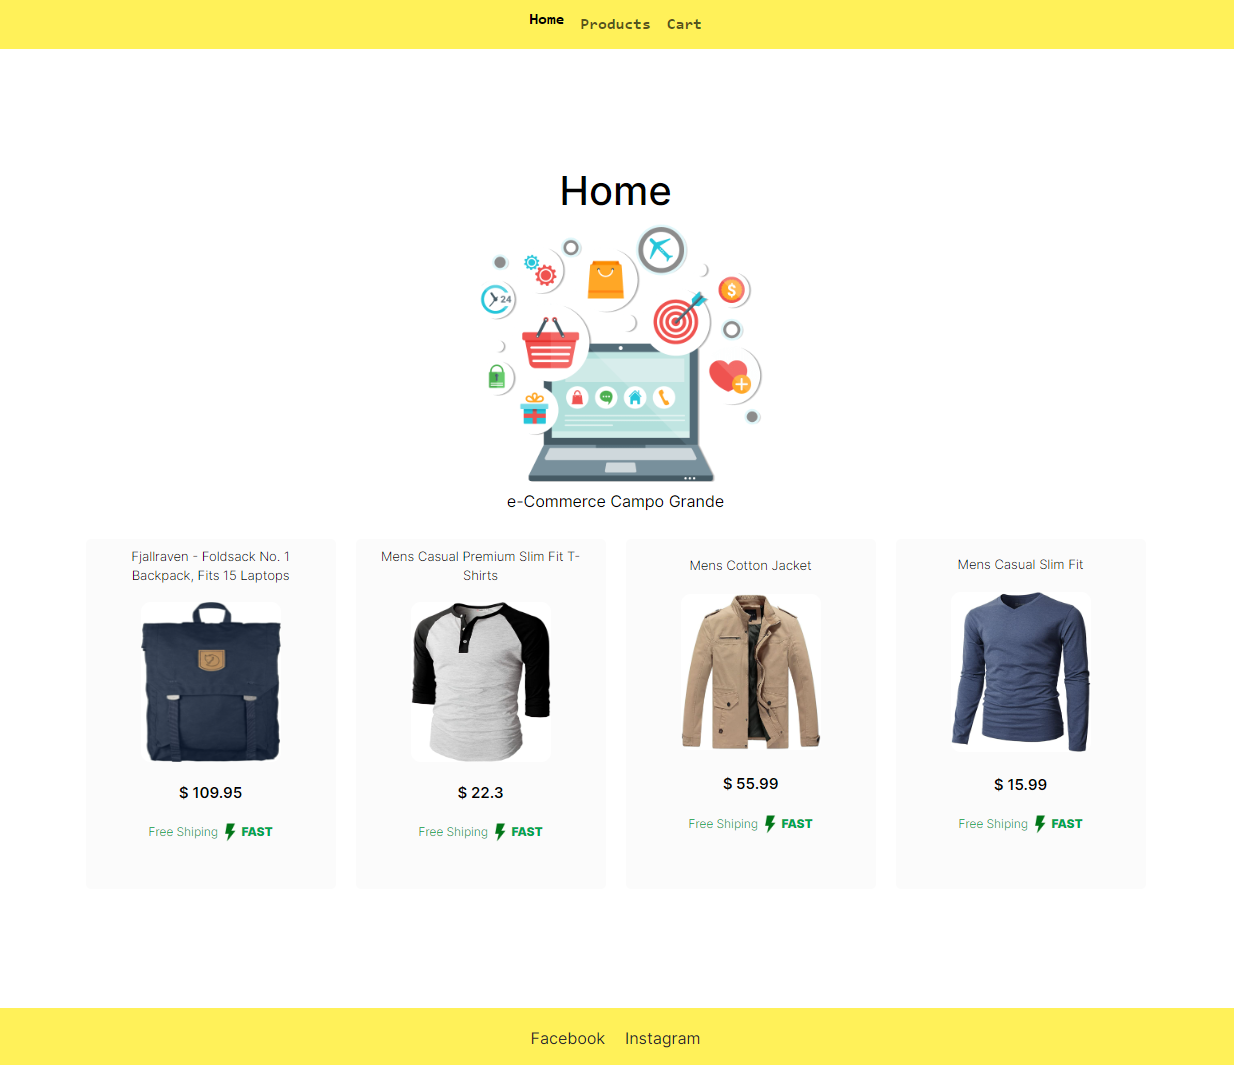 Home Products Cart
Home
24
$
e-Commerce Campo Grande
Fjallraven - Foldsack No. 1
Backpack, Fits 15 Laptops
Mens Casual Premium Slim Fit T-
Shirts
Mens Cotton Jacket
Mens Casual Slim Fit
$ 109.95
$ 22.3
$ 55.99
$ 15.99
Free Shiping FAST
Free Shiping FAST
Free Shiping FAST
Free Shiping FAST
Facebook Instagram